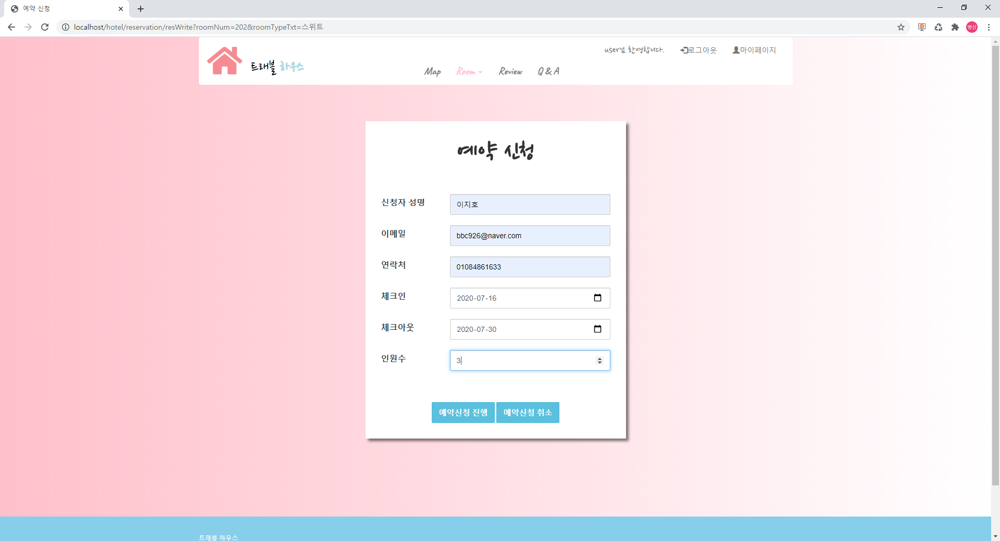 예약 신청
localhost/hotel/reservation/resWrite?roomNum=202&roomTypeTxt=스위트
병신
user님 환영합니다.
로그아웃
마이페이지
트래블 하우스
Map
Room
Review
Q & A
예약 신청
신청자 성명
이지호
이메일
bbc926@naver.com
연락처
01084861633
체크인
2020-07-16
체크아웃
2020-07-30
인원수
3
예약신청 진행
예약신청 취소
트래블 하우스